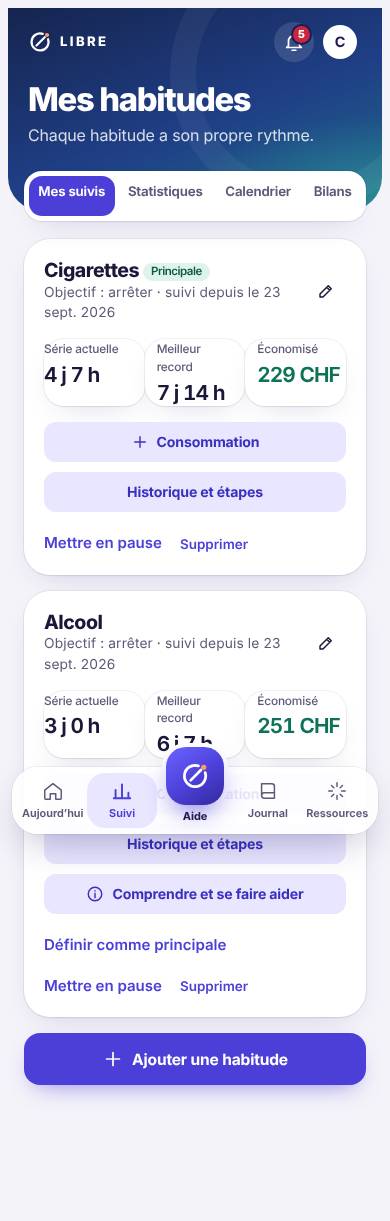 LIBRE
5
C
Mes habitudes
Chaque habitude a son propre rythme.
Mes suivis
Statistiques
Calendrier
Bilans
Cigarettes Principale
Objectif : arrêter · suivi depuis le 23
sept. 2026
Série actuelle
4 j 7 h
Meilleur
record
7 j 14 h
Économisé
229 CHF
Consommation
Historique et étapes
Mettre en pause
Supprimer
Alcool
Objectif : arrêter · suivi depuis le 23
sept. 2026
Série actuelle
3 j 0 h
Meilleur
record
6 j 7 h
Économisé
251 CHF
Aujourd'hui
Suivi
Aide
Journal
Ressources
Historique et étapes
Comprendre et se faire aider
Définir comme principale
Mettre en pause
Supprimer
Ajouter une habitude